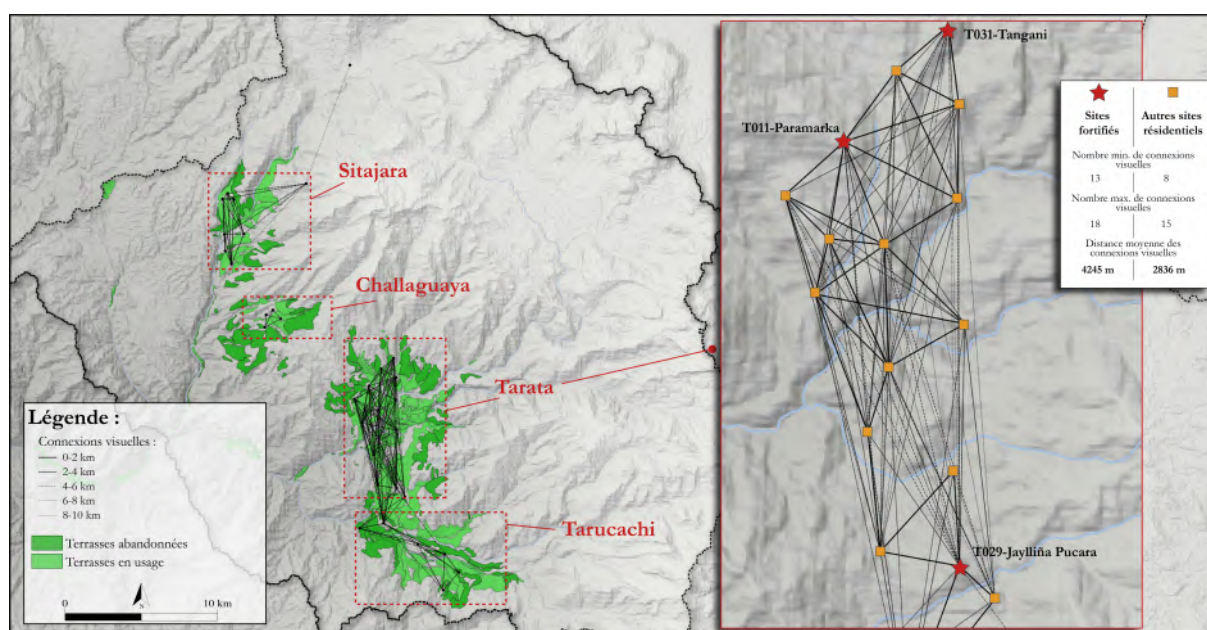 Sitajara
Challaguaya
Tarata
Tarucachi
Légende :
Connexions visuelles :
0-2 km
2-4 km
4-6 km
6-8 km
8-10 km
Terrasses abandonnées
Terrasses en usage
N
0 10 km
T031-Tangani
T011-Paramarka
T029-Jaylliña Pucara
Sites Autres sites
fortifiés résidentiels
Nombre min. de connexions
visuelles
13 8
Nombre max. de connexions
visuelles
18 15
Distance moyenne des
connexions visuelles
4245 m 2836 m